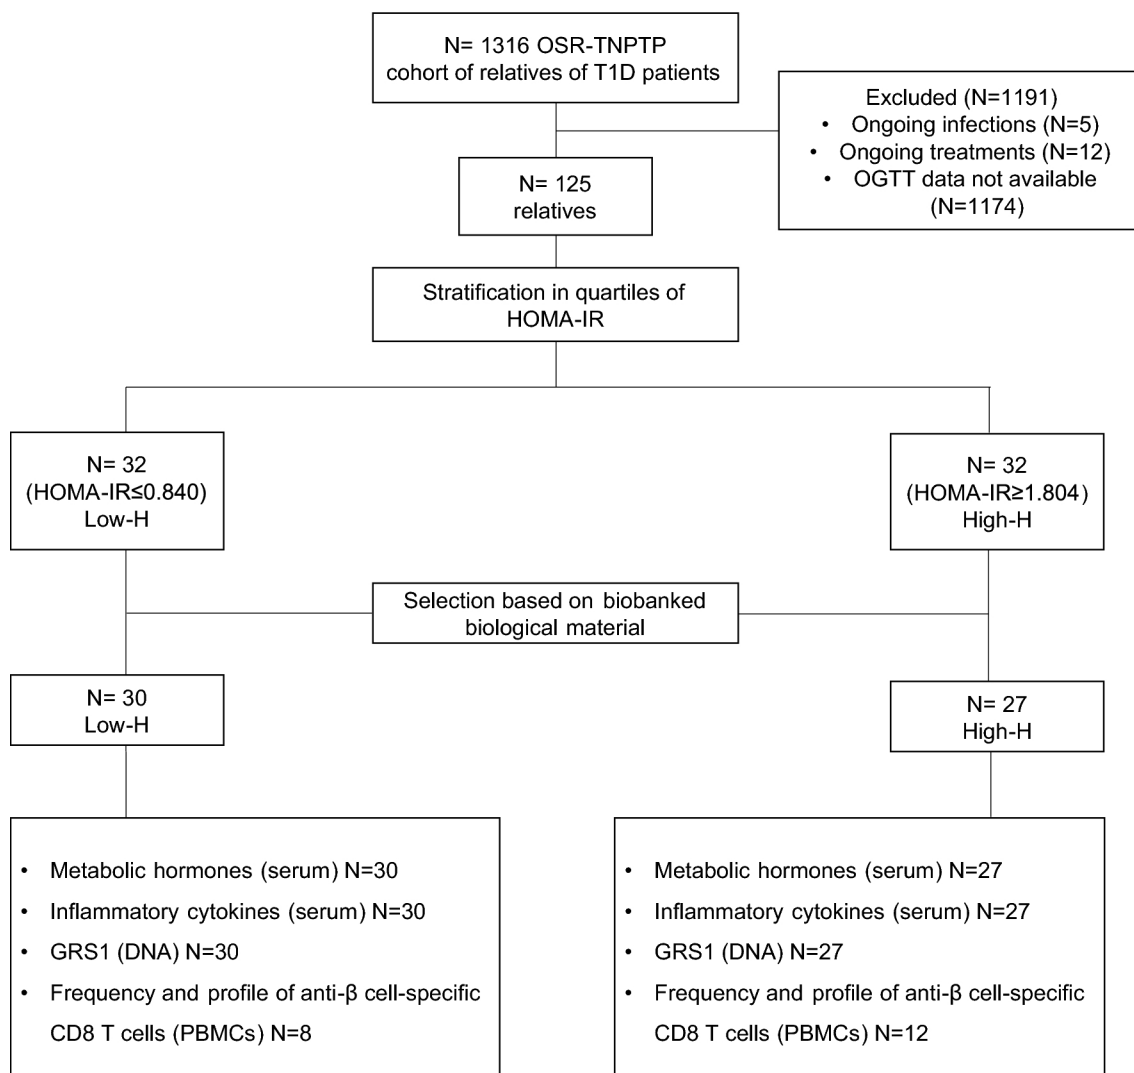 N= 1316 OSR-TNPTP
cohort of relatives of T1D patients
Excluded (N=1191)
• Ongoing infections (N=5)
• Ongoing treatments (N=12)
• OGTT data not available
(N=1174)
N= 125
relatives
Stratification in quartiles of
HOMA-IR
N= 32
(HOMA-IR≤0.840)
Low-H
N= 32
(HOMA-IR≥1.804)
High-H
Selection based on biobanked
biological material
N= 30
Low-H
N= 27
High-H
• Metabolic hormones (serum) N=30
• Inflammatory cytokines (serum) N=30
• GRS1 (DNA) N=30
• Frequency and profile of anti-β cell-specific
CD8 T cells (PBMCs) N=8
• Metabolic hormones (serum) N=27
• Inflammatory cytokines (serum) N=27
• GRS1 (DNA) N=27
• Frequency and profile of anti-β cell-specific
CD8 T cells (PBMCs) N=12